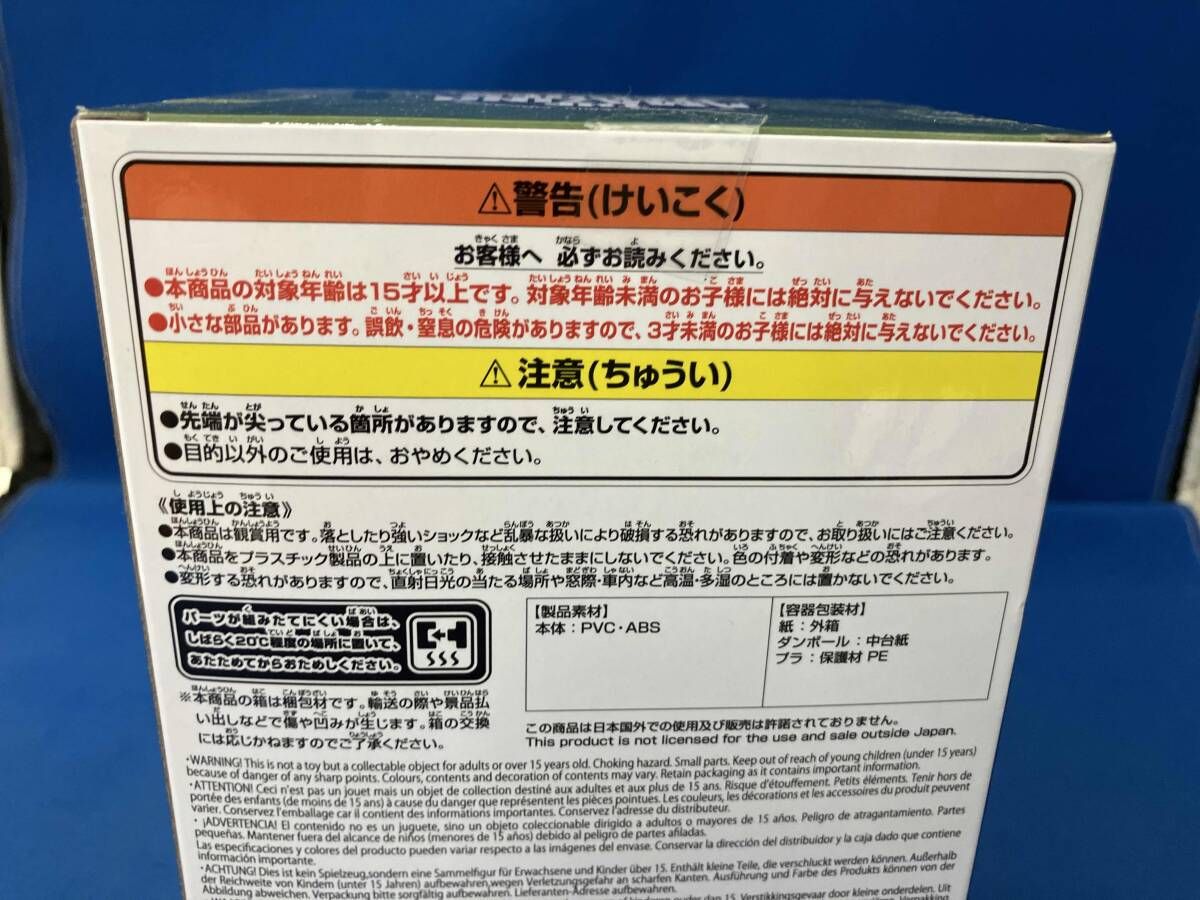 ⚠警告(けいこく)
お客様へ 必ずお読みください。
●本商品の対象年齢は15才以上です。対象年齢未満のお子様には絶対に与えないでください。
●小さな部品があります。誤飲・窒息の危険がありますので、3才未満のお子様には絶対に与えないでください。
⚠注意(ちゅうい)
●先端が尖っている箇所がありますので、注意してください。
●目的以外のご使用は、おやめください。
《使用上の注意》
●本商品は観賞用です。落としたり強いショックなど乱暴な扱いにより破損する恐れがありますので、お取り扱いにはご注意ください。
●本商品をプラスチック製品の上に置いたり、接触させたままにしないでください。色の付着や変形などの恐れがあります。
●変形する恐れがありますので、直射日光の当たる場所や窓際・車内など高温・多湿のところには置かないでください。
パーツが組みたてにくい場合は、
しばらく20℃程度の場所に置いて、
あたためてからおためしください。
【製品素材】
本体：PVC・ABS
【容器包装材】
紙：外箱
ダンボール：中台紙
プラ：保護材 PE
※本商品の箱は梱包材です。輸送の際や景品払
い出しなどで傷や凹みが生じます。箱の交換
には応じかねますのでご了承ください。
この商品は日本国外での使用及び販売は許諾されておりません。
This product is not licensed for the use and sale outside Japan.
・WARNING! This is not a toy but a collectable object for adults or over 15 years old. Choking hazard. Small parts. Keep out of reach of young children (under 15 years)
because of danger of any sharp points. Colours, contents and decoration of contents may vary. Retain packaging as it contains important information.
・ATTENTION! Ceci n'est pas un jouet mais un objet de collection destiné aux adultes et aux plus de 15 ans. Risque d'étouffement. Petits éléments. Tenir hors de
portée des enfants (de moins de 15 ans) à cause du danger que représentent les pièces pointues. Les couleurs, les décorations et les accessoires du produit peuvent
varier. Conservez l'emballage car il contient des informations importantes. Conservez l'adresse du distributeur.
・¡ADVERTENCIA! El contenido no es un juguete, sino un objeto coleccionable dirigido a adultos o mayores de 15 años. Peligro de atragantamiento. Partes
pequeñas. Mantener fuera del alcance de niños (menores de 15 años) debido al peligro de partes afiladas.
Las especificaciones y colores del producto pueden variar respecto a las imágenes del envase. Conservar la dirección del distribuidor y la caja dado que contiene
información importante.
・ACHTUNG! Dies ist kein Spielzeug,sondern eine Sammelfigur für Erwachsene und Kinder über 15. Enthält kleine Teile, die verschluckt werden können. Außerhalb
der Reichweite von Kindern (unter 15 Jahren) aufbewahren,wegen Verletzungsgefahr an scharfen Kanten. Ausführung und Farbe des Produkts können von der
Abbildung abweichen. Verpackung bitte sorgfältig aufbewahren. Lieferanten-Adresse aufbewahren.